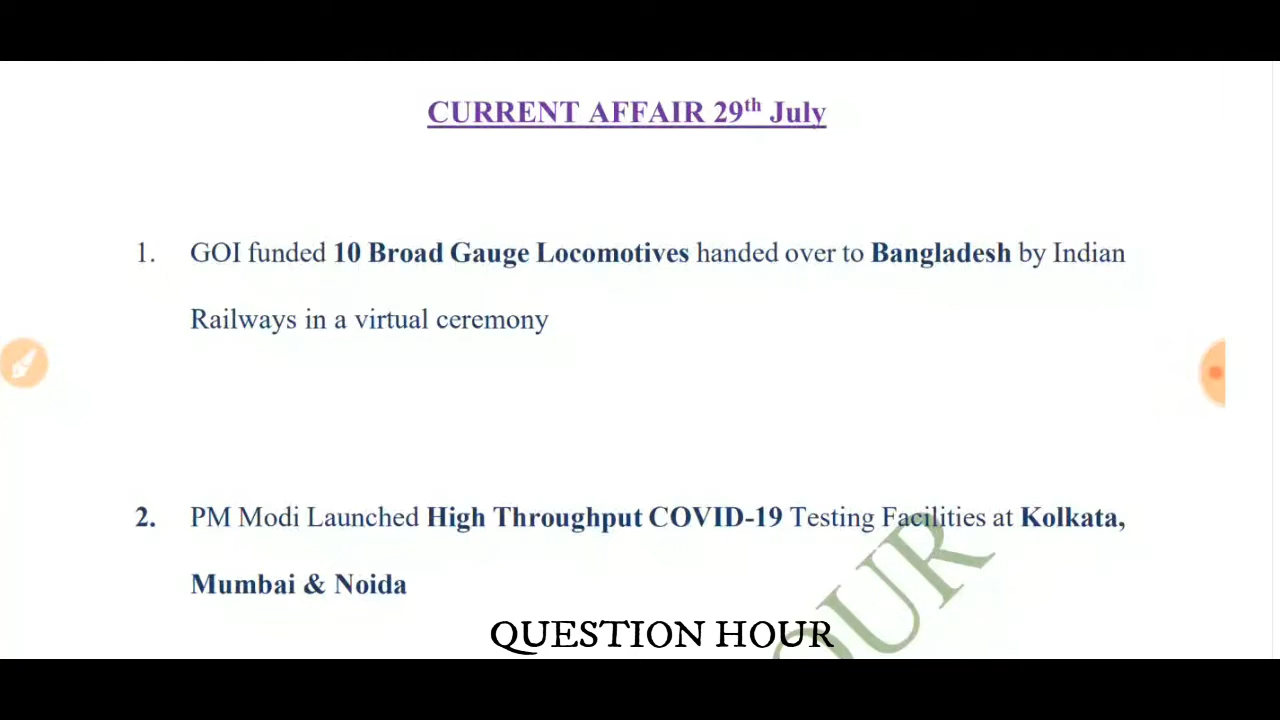 CURRENT AFFAIR 29th July
1. GOI funded 10 Broad Gauge Locomotives handed over to Bangladesh by Indian
Railways in a virtual ceremony
2. PM Modi Launched High Throughput COVID-19 Testing Facilities at Kolkata,
Mumbai & Noida
OUR
QUESTION HOUR